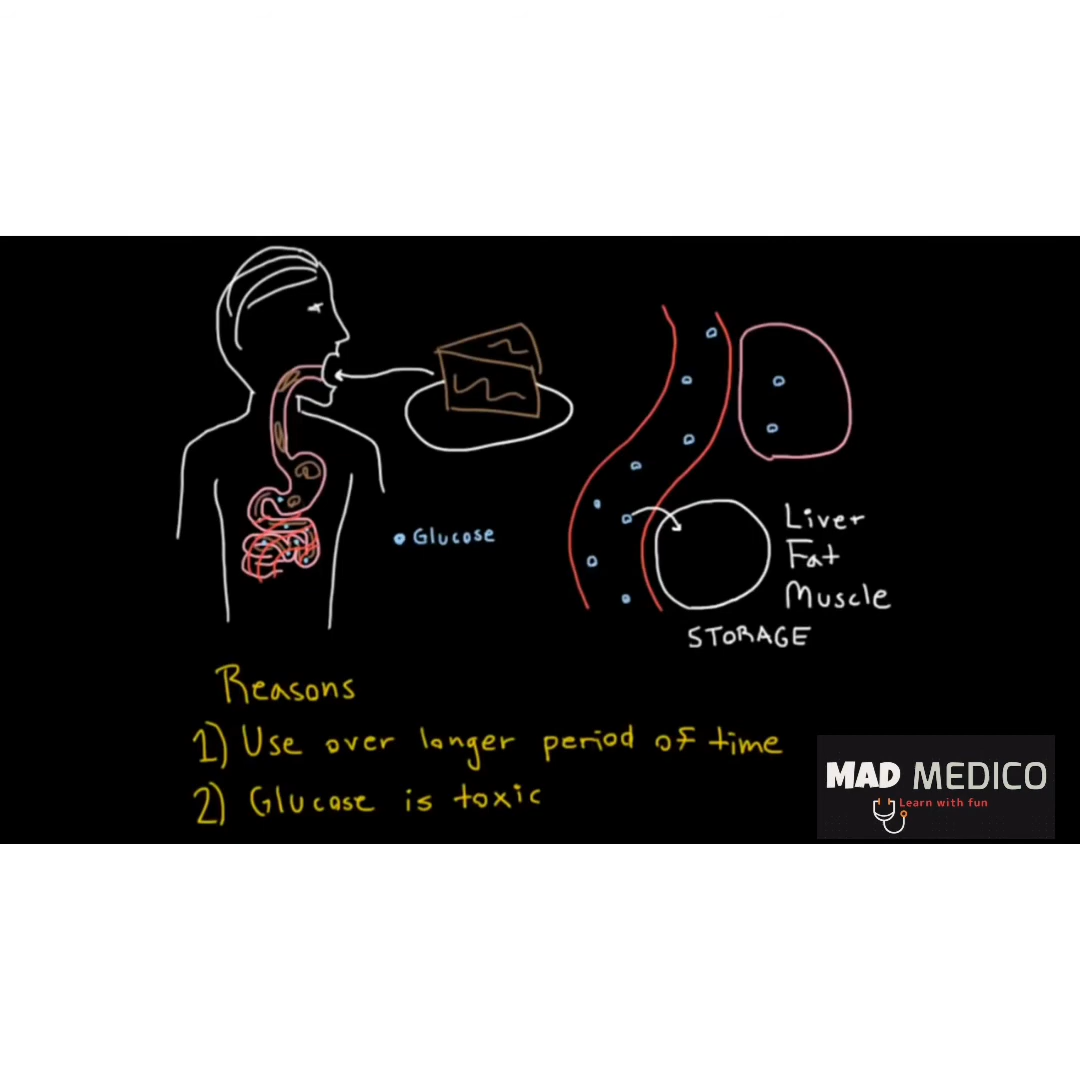 Glucose
Liver
Fat
Muscle
STORAGE
Reasons
1) Use over longer period of time
2) Glucose is toxic
MAD MEDICO
Learn with fun